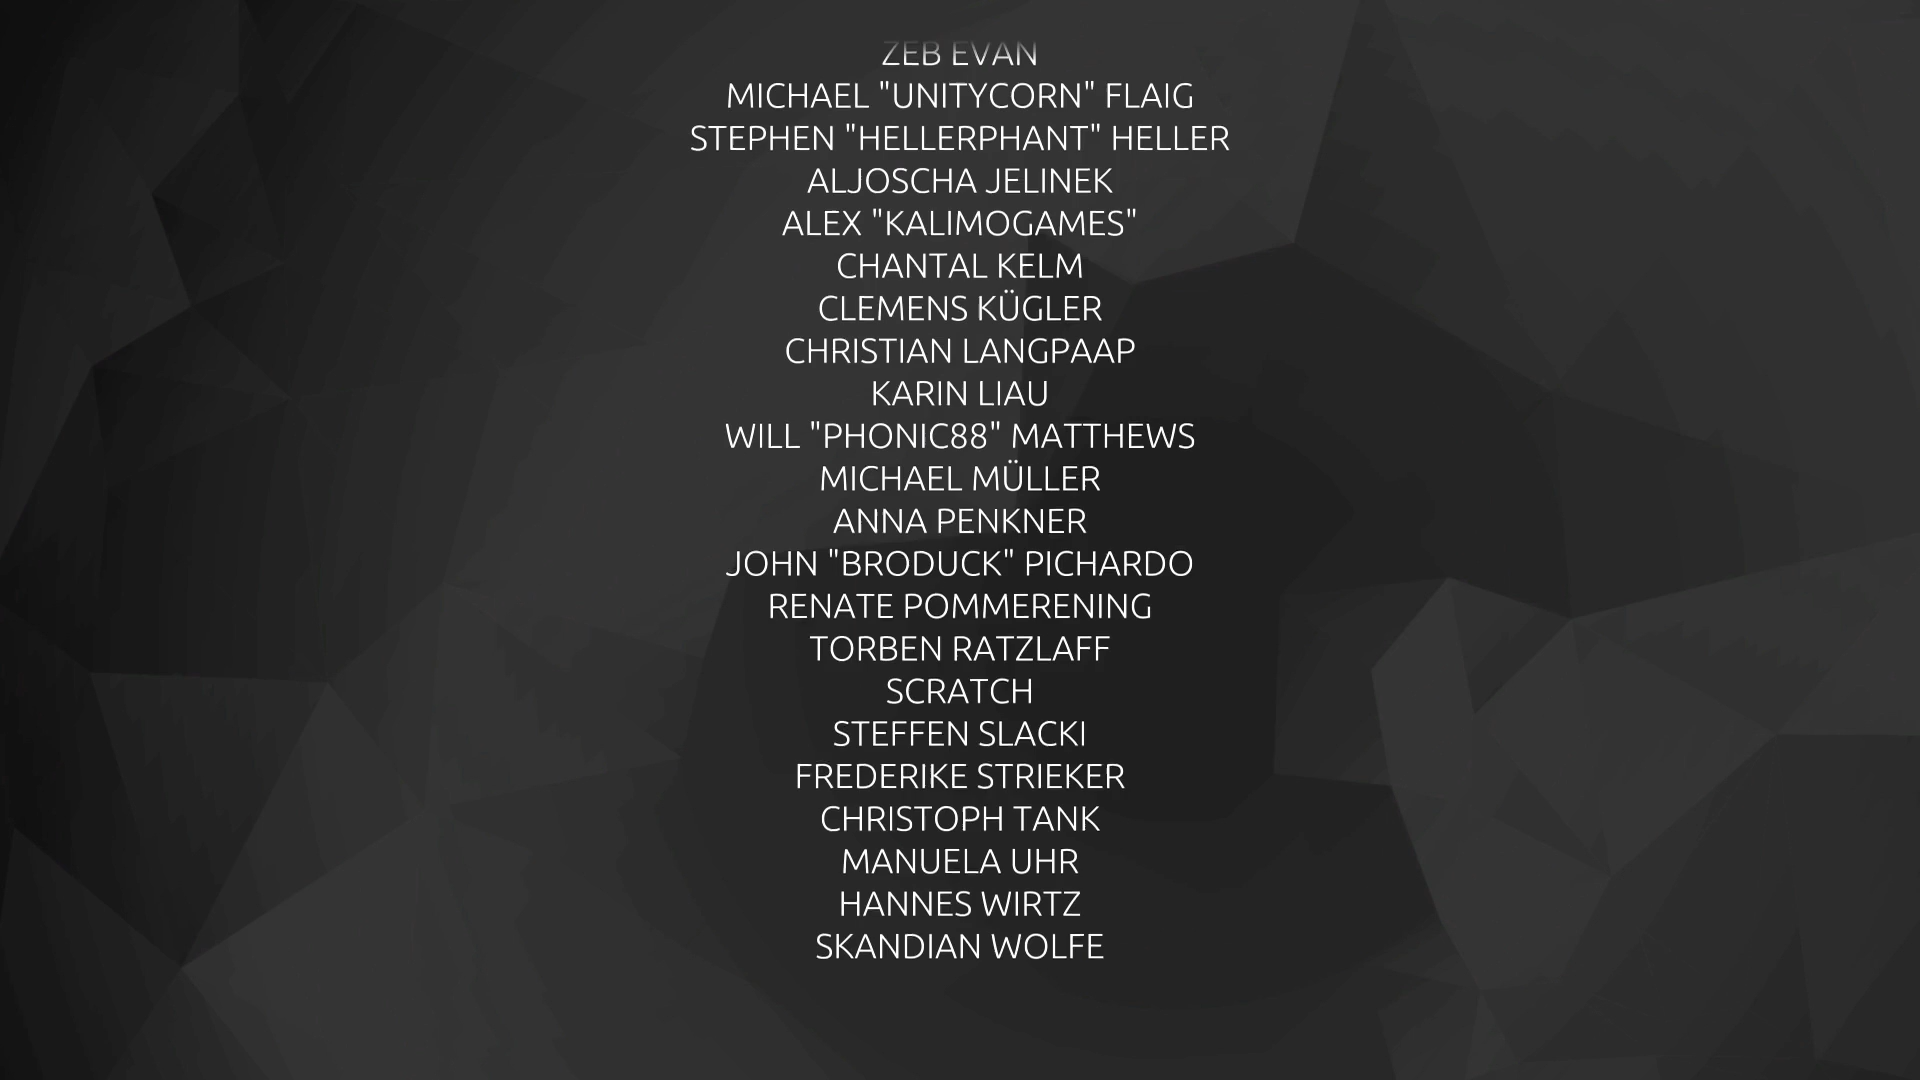 ZEB EVAN
MICHAEL "UNITYCORN" FLAIG
STEPHEN "HELLERPHANT" HELLER
ALJOSCHA JELINEK
ALEX "KALIMOGAMES"
CHANTAL KELM
CLEMENS KÜGLER
CHRISTIAN LANGPAAP
KARIN LIAU
WILL "PHONIC88" MATTHEWS
MICHAEL MÜLLER
ANNA PENKNER
JOHN "BRODUCK" PICHARDO
RENATE POMMERENING
TORBEN RATZLAFF
SCRATCH
STEFFEN SLACKI
FREDERIKE STRIEKER
CHRISTOPH TANK
MANUELA UHR
HANNES WIRTZ
SKANDIAN WOLFE